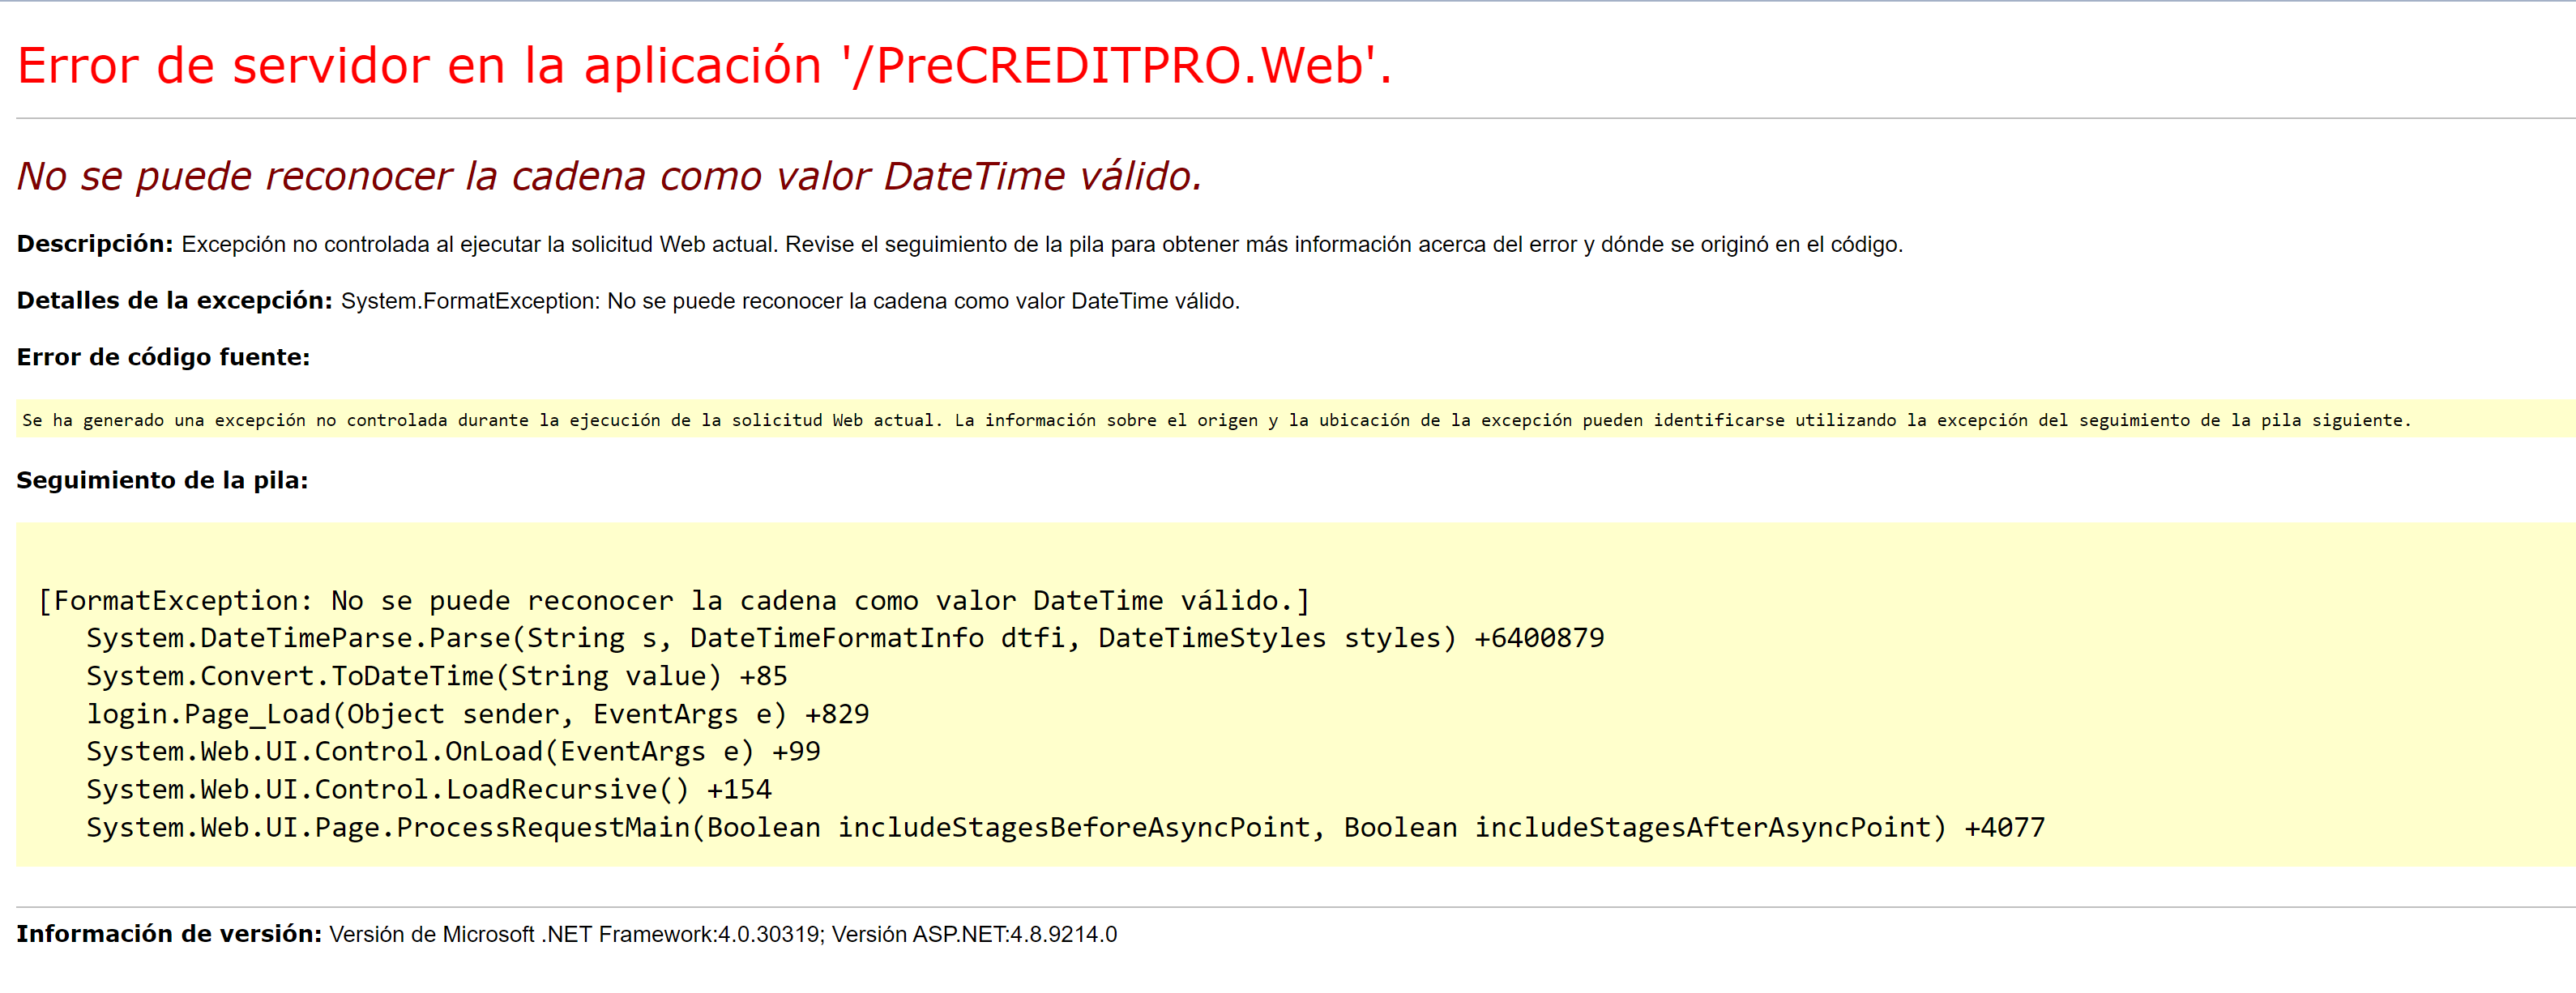 Error de servidor en la aplicación '/PreCREDITPRO.Web'.
No se puede reconocer la cadena como valor DateTime válido.
Descripción: Excepción no controlada al ejecutar la solicitud Web actual. Revise el seguimiento de la pila para obtener más información acerca del error y dónde se originó en el código.
Detalles de la excepción: System.FormatException: No se puede reconocer la cadena como valor DateTime válido.
Error de código fuente:
Se ha generado una excepción no controlada durante la ejecución de la solicitud Web actual. La información sobre el origen y la ubicación de la excepción pueden identificarse utilizando la excepción del seguimiento de la pila siguiente.
Seguimiento de la pila:
[FormatException: No se puede reconocer la cadena como valor DateTime válido.]
   System.DateTimeParse.Parse(String s, DateTimeFormatInfo dtfi, DateTimeStyles styles) +6400879
   System.Convert.ToDateTime(String value) +85
   login.Page_Load(Object sender, EventArgs e) +829
   System.Web.UI.Control.OnLoad(EventArgs e) +99
   System.Web.UI.Control.LoadRecursive() +154
   System.Web.UI.Page.ProcessRequestMain(Boolean includeStagesBeforeAsyncPoint, Boolean includeStagesAfterAsyncPoint) +4077
Información de versión: Versión de Microsoft .NET Framework:4.0.30319; Versión ASP.NET:4.8.9214.0